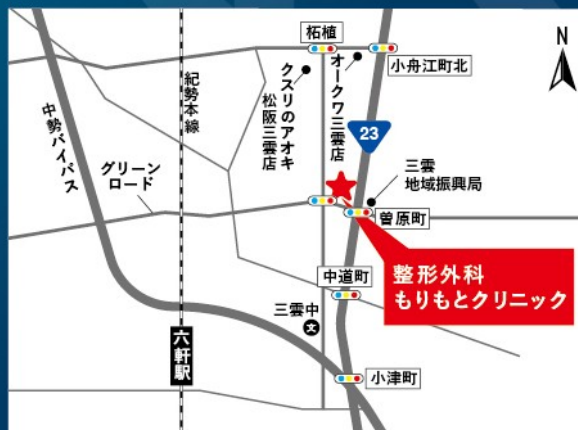 柘植
小舟江町北
N
クスリのアオキ
松阪三雲店
オークワ三雲店
紀勢本線
中勢バイパス
23
グリーン
ロード
三雲
地域振興局
曽原町
整形外科
もりもとクリニック
中道町
三雲中
文
六軒駅
小津町